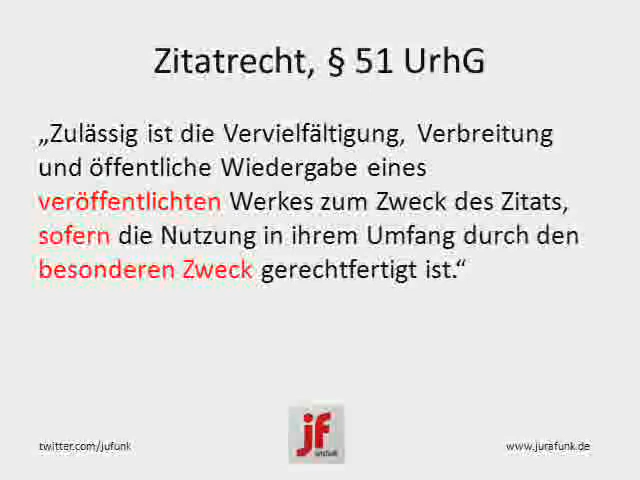 Zitatrecht, § 51 UrhG
„Zulässig ist die Vervielfältigung, Verbreitung
und öffentliche Wiedergabe eines
veröffentlichten Werkes zum Zweck des Zitats,
sofern die Nutzung in ihrem Umfang durch den
besonderen Zweck gerechtfertigt ist.“
twitter.com/jufunk
jf
www.jurafunk.de